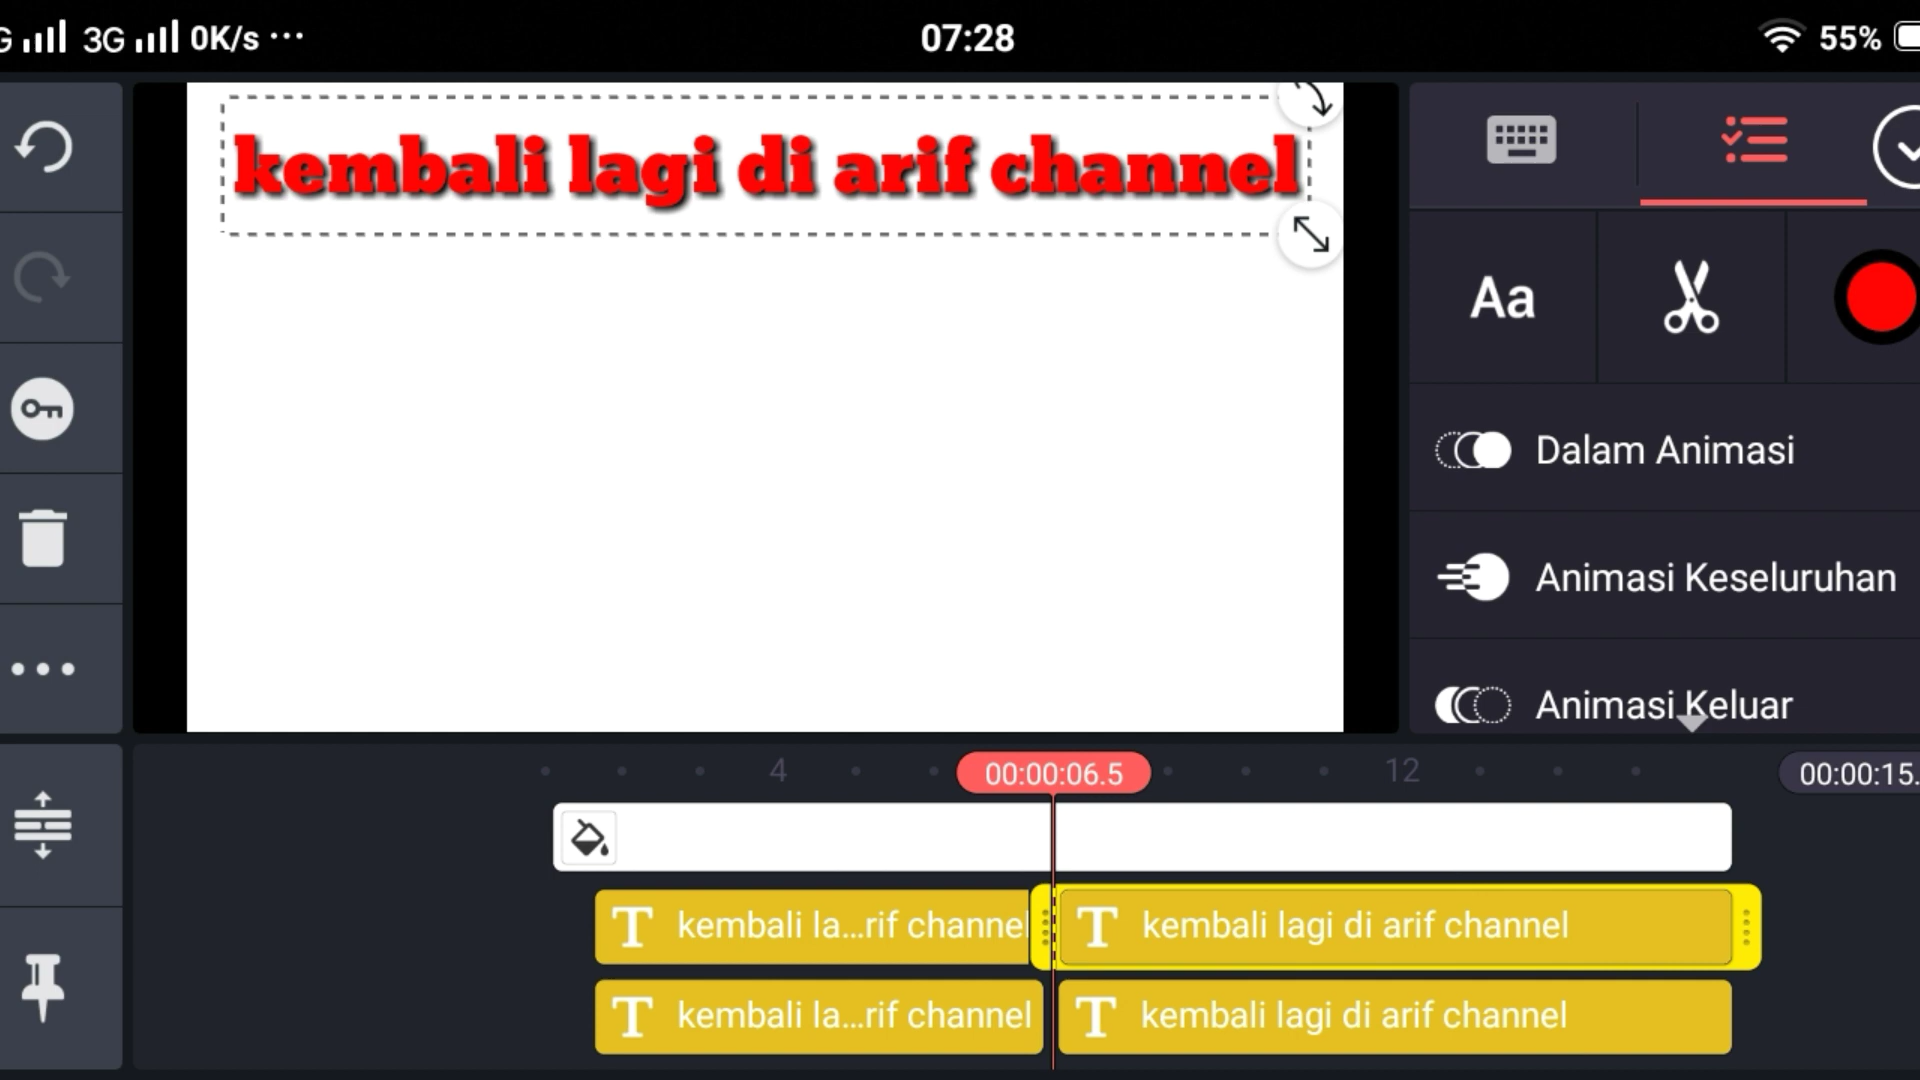 G 3G 0K/s ... 07:28 55%
kembali lagi di arif channel
Aa
Dalam Animasi
Animasi Keseluruhan
Animasi Keluar
4 00:00:06.5 12 00:00:15.
T kembali la...rif channel T kembali lagi di arif channel
T kembali la...rif channel T kembali lagi di arif channel